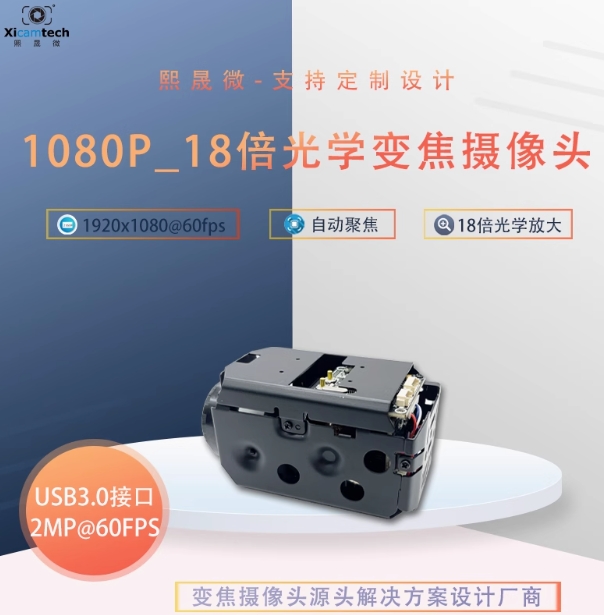 Xicamtech
熙晟微
熙晟微-支持定制设计
1080P_18倍光学变焦摄像头
1920x1080@60fps
自动聚焦
18倍光学放大
USB3.0接口
2MP@60FPS
变焦摄像头源头解决方案设计厂商